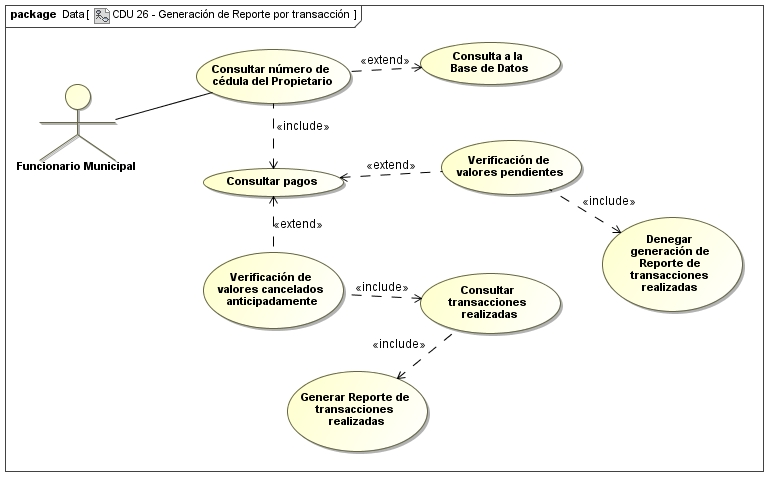 package Data [ CDU 26 - Generación de Reporte por transacción ]
Consultar número de
cédula del Propietario
«extend»
Consulta a la
Base de Datos
Funcionario Municipal
«include»
Consultar pagos
«extend»
Verificación de
valores pendientes
«include»
Denegar
generación de
Reporte de
transacciones
realizadas
«extend»
Verificación de
valores cancelados
anticipadamente
«include»
Consultar
transacciones
realizadas
«include»
Generar Reporte de
transacciones
realizadas